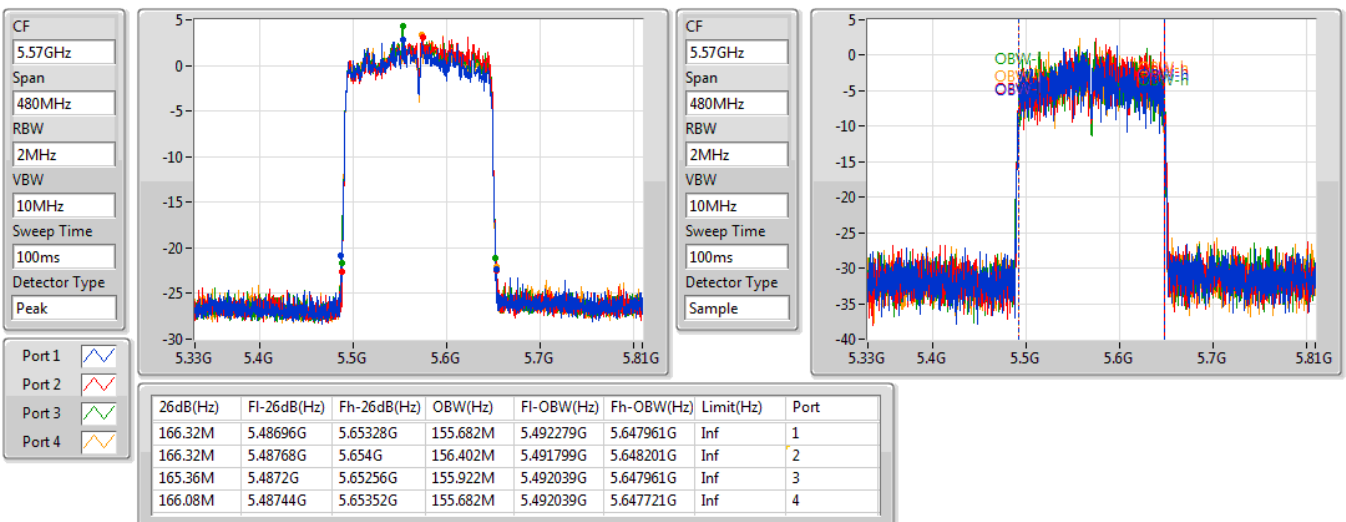 CF
5.57GHz
Span
480MHz
RBW
2MHz
VBW
10MHz
Sweep Time
100ms
Detector Type
Peak
5
0
-5
-10
-15
-20
-25
-30
5.33G 5.4G 5.5G 5.6G 5.7G 5.81G
CF
5.57GHz
Span
480MHz
RBW
2MHz
VBW
10MHz
Sweep Time
100ms
Detector Type
Sample
5
0
-5
-10
-15
-20
-25
-30
-35
-40
5.33G 5.4G 5.5G 5.6G 5.7G 5.81G
Port 1
Port 2
Port 3
Port 4
26dB(Hz) Fl-26dB(Hz) Fh-26dB(Hz) OBW(Hz) Fl-OBW(Hz) Fh-OBW(Hz) Limit(Hz) Port
166.32M 5.48696G 5.65328G 155.682M 5.492279G 5.647961G Inf 1
166.32M 5.48768G 5.654G 156.402M 5.491799G 5.648201G Inf 2
165.36M 5.4872G 5.65256G 155.922M 5.492039G 5.647961G Inf 3
166.08M 5.48744G 5.65352G 155.682M 5.492039G 5.647721G Inf 4